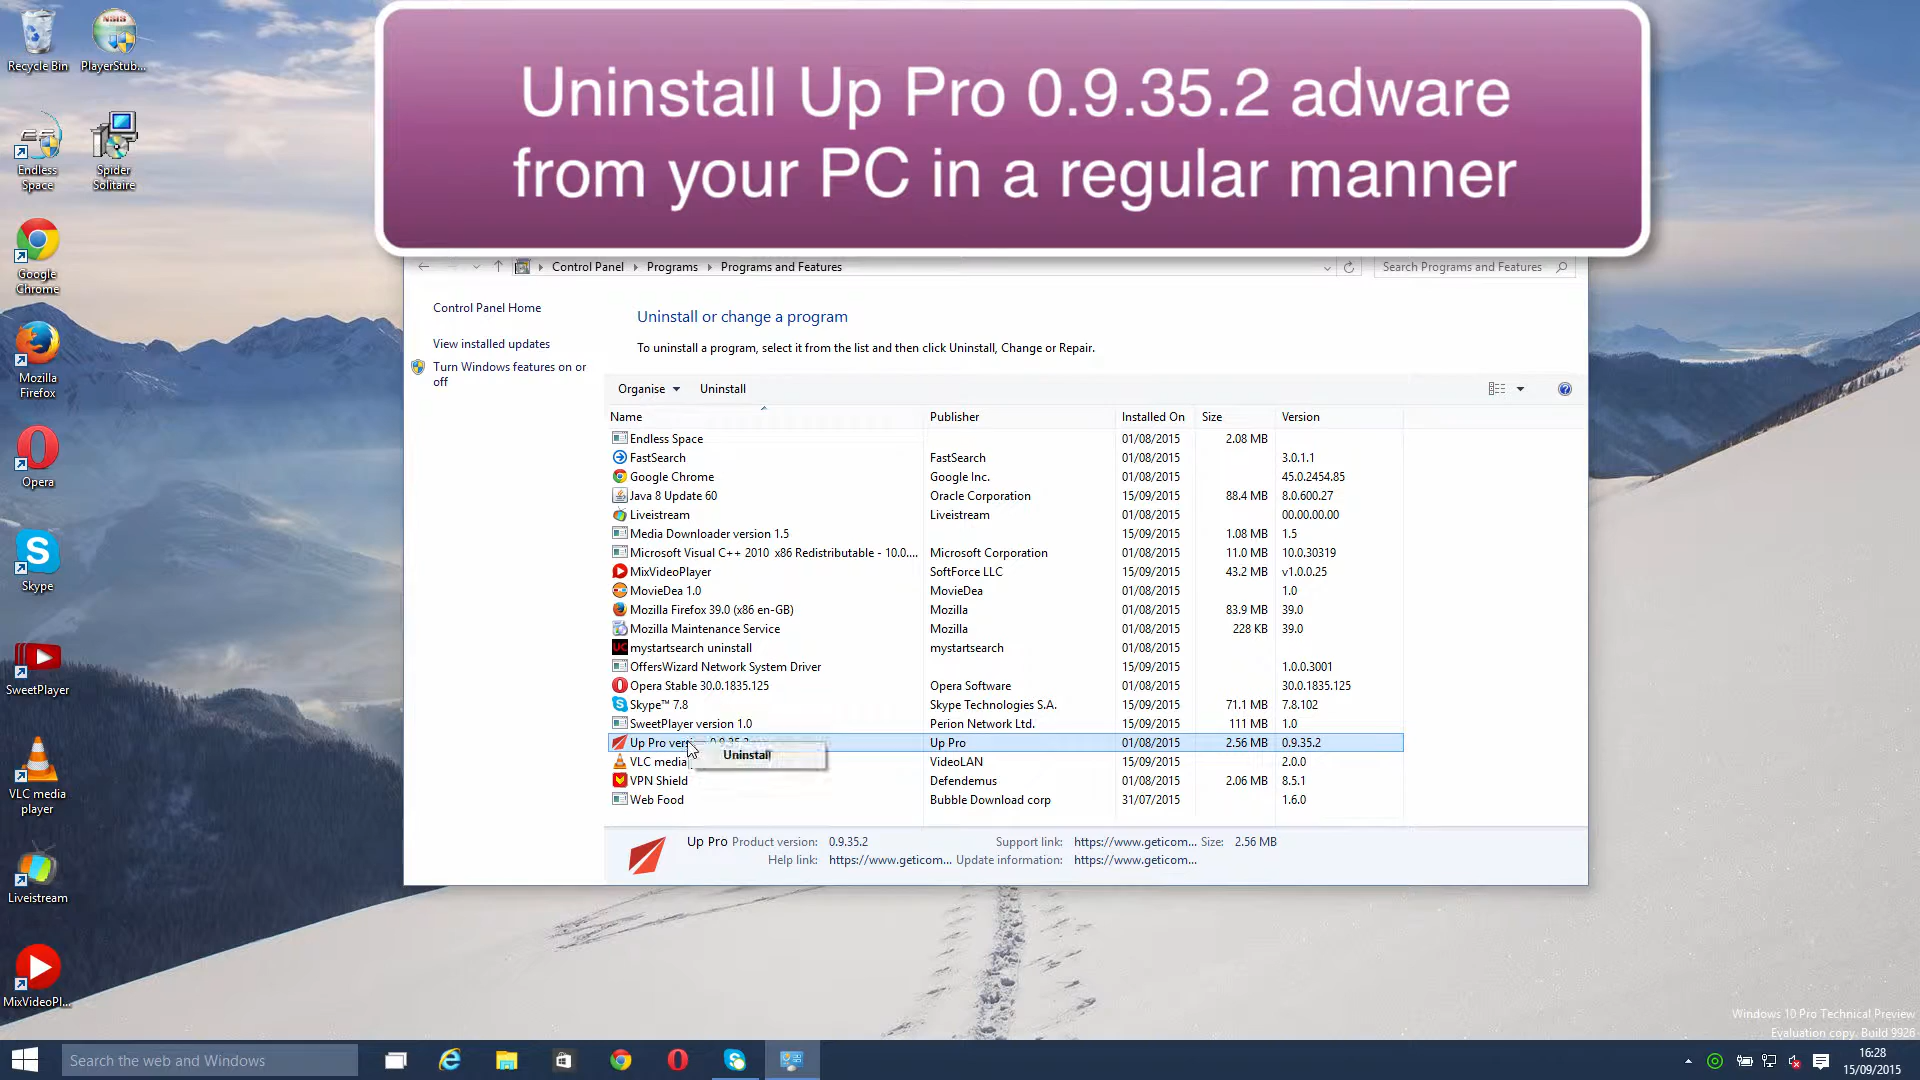 Uninstall Up Pro 0.9.35.2 adware
from your PC in a regular manner
Recycle Bin
PlayerStub...
Endless
Space
Spider
Solitaire
Google
Chrome
Mozilla
Firefox
Opera
Skype
SweetPlayer
VLC media
player
Liveistream
MixVideoPl...
Control Panel
Programs
Programs and Features
Search Programs and Features
Control Panel Home
View installed updates
Turn Windows features on or
off
Uninstall or change a program
To uninstall a program, select it from the list and then click Uninstall, Change or Repair.
Organise
Uninstall
Name Publisher Installed On Size Version
Endless Space 01/08/2015 2.08 MB
FastSearch FastSearch 01/08/2015 3.0.1.1
Google Chrome Google Inc. 01/08/2015 45.0.2454.85
Java 8 Update 60 Oracle Corporation 15/09/2015 88.4 MB 8.0.600.27
Liveistream Liveistream 01/08/2015 00.00.00.00
Media Downloader version 1.5 15/09/2015 1.08 MB 1.5
Microsoft Visual C++ 2010 x86 Redistributable - 10.0.... Microsoft Corporation 01/08/2015 11.0 MB 10.0.30319
MixVideoPlayer SoftForce LLC 15/09/2015 43.2 MB v1.0.0.25
MovieDea 1.0 MovieDea 01/08/2015 1.0
Mozilla Firefox 39.0 (x86 en-GB) Mozilla 01/08/2015 83.9 MB 39.0
Mozilla Maintenance Service Mozilla 01/08/2015 228 KB 39.0
mystartsearch uninstall mystartsearch 01/08/2015
OffersWizard Network System Driver 15/09/2015 1.0.0.3001
Opera Stable 30.0.1835.125 Opera Software 01/08/2015 30.0.1835.125
Skype™ 7.8 Skype Technologies S.A. 15/09/2015 71.1 MB 7.8.102
SweetPlayer version 1.0 Perion Network Ltd. 15/09/2015 111 MB 1.0
Up Pro Up Pro 01/08/2015 2.56 MB 0.9.35.2
Uninstall
VLC media VideoLAN 15/09/2015 2.0.0
VPN Shield Defendemus 01/08/2015 2.06 MB 8.5.1
Web Food Bubble Download corp 31/07/2015 1.6.0
Up Pro Product version: 0.9.35.2 Support link: https://www.geticom... Size: 2.56 MB
Help link: https://www.geticom... Update information: https://www.geticom...
Windows 10 Pro Technical Preview
Evaluation copy. Build 9926
Search the web and Windows
16:28
15/09/2015